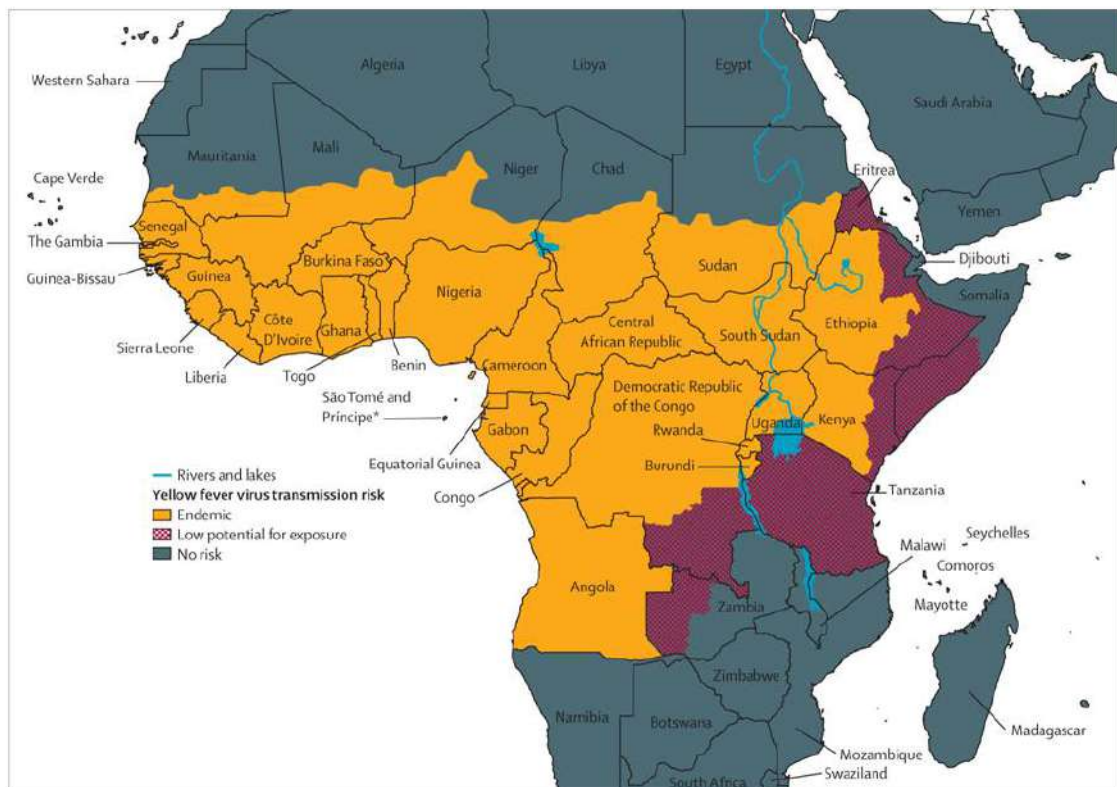 Western Sahara
Algeria
Libya
Egypt
Saudi Arabia
Mauritania
Mali
Niger
Chad
Eritrea
Cape Verde
Yemen
Senegal
The Gambia
Guinea-Bissau
Guinea
Burkina Faso
Nigeria
Sudan
Djibouti
Somalia
Sierra Leone
Côte
D'Ivoire
Ghana
Central
African Republic
South Sudan
Ethiopia
Liberia
Togo
Benin
Cameroon
São Tomé and
Príncipe*
Democratic Republic
of the Congo
Gabon
Uganda
Kenya
Rwanda
Equatorial Guinea
Burundi
Congo
Tanzania
Rivers and lakes
Yellow fever virus transmission risk
Endemic
Low potential for exposure
No risk
Malawi
Seychelles
Comoros
Mayotte
Angola
Zambia
Zimbabwe
Namibia
Botswana
Madagascar
Mozambique
Swaziland
South Africa